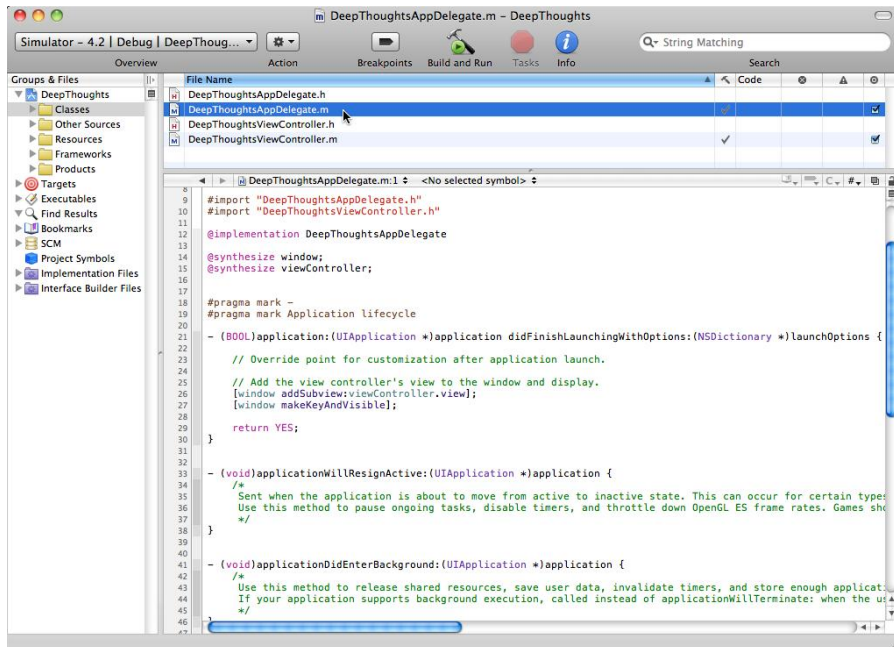 DeepThoughtsAppDelegate.m – DeepThoughts
Simulator – 4.2 | Debug | DeepThoug...
String Matching
Overview Action Breakpoints Build and Run Tasks Info Search
Groups & Files
DeepThoughts
Classes
Other Sources
Resources
Frameworks
Products
Targets
Executables
Find Results
Bookmarks
SCM
Project Symbols
Implementation Files
Interface Builder Files
File Name Code
DeepThoughtsAppDelegate.h
DeepThoughtsAppDelegate.m
DeepThoughtsViewController.h
DeepThoughtsViewController.m
DeepThoughtsAppDelegate.m:1 <No selected symbol>
8
9 #import "DeepThoughtsAppDelegate.h"
10 #import "DeepThoughtsViewController.h"
11
12 @implementation DeepThoughtsAppDelegate
13
14 @synthesize window;
15 @synthesize viewController;
16
17
18 #pragma mark -
19 #pragma mark Application lifecycle
20
21 - (BOOL)application:(UIApplication *)application didFinishLaunchingWithOptions:(NSDictionary *)launchOptions {
22
23 // Override point for customization after application launch.
24
25 // Add the view controller's view to the window and display.
26 [window addSubview:viewController.view];
27 [window makeKeyAndVisible];
28
29 return YES;
30 }
31
32
33 - (void)applicationWillResignActive:(UIApplication *)application {
34 /*
35 Sent when the application is about to move from active to inactive state. This can occur for certain types
36 Use this method to pause ongoing tasks, disable timers, and throttle down OpenGL ES frame rates. Games sho
37 */
38 }
39
40
41 - (void)applicationDidEnterBackground:(UIApplication *)application {
42 /*
43 Use this method to release shared resources, save user data, invalidate timers, and store enough applicat
44 If your application supports background execution, called instead of applicationWillTerminate: when the us
45 */
46
47